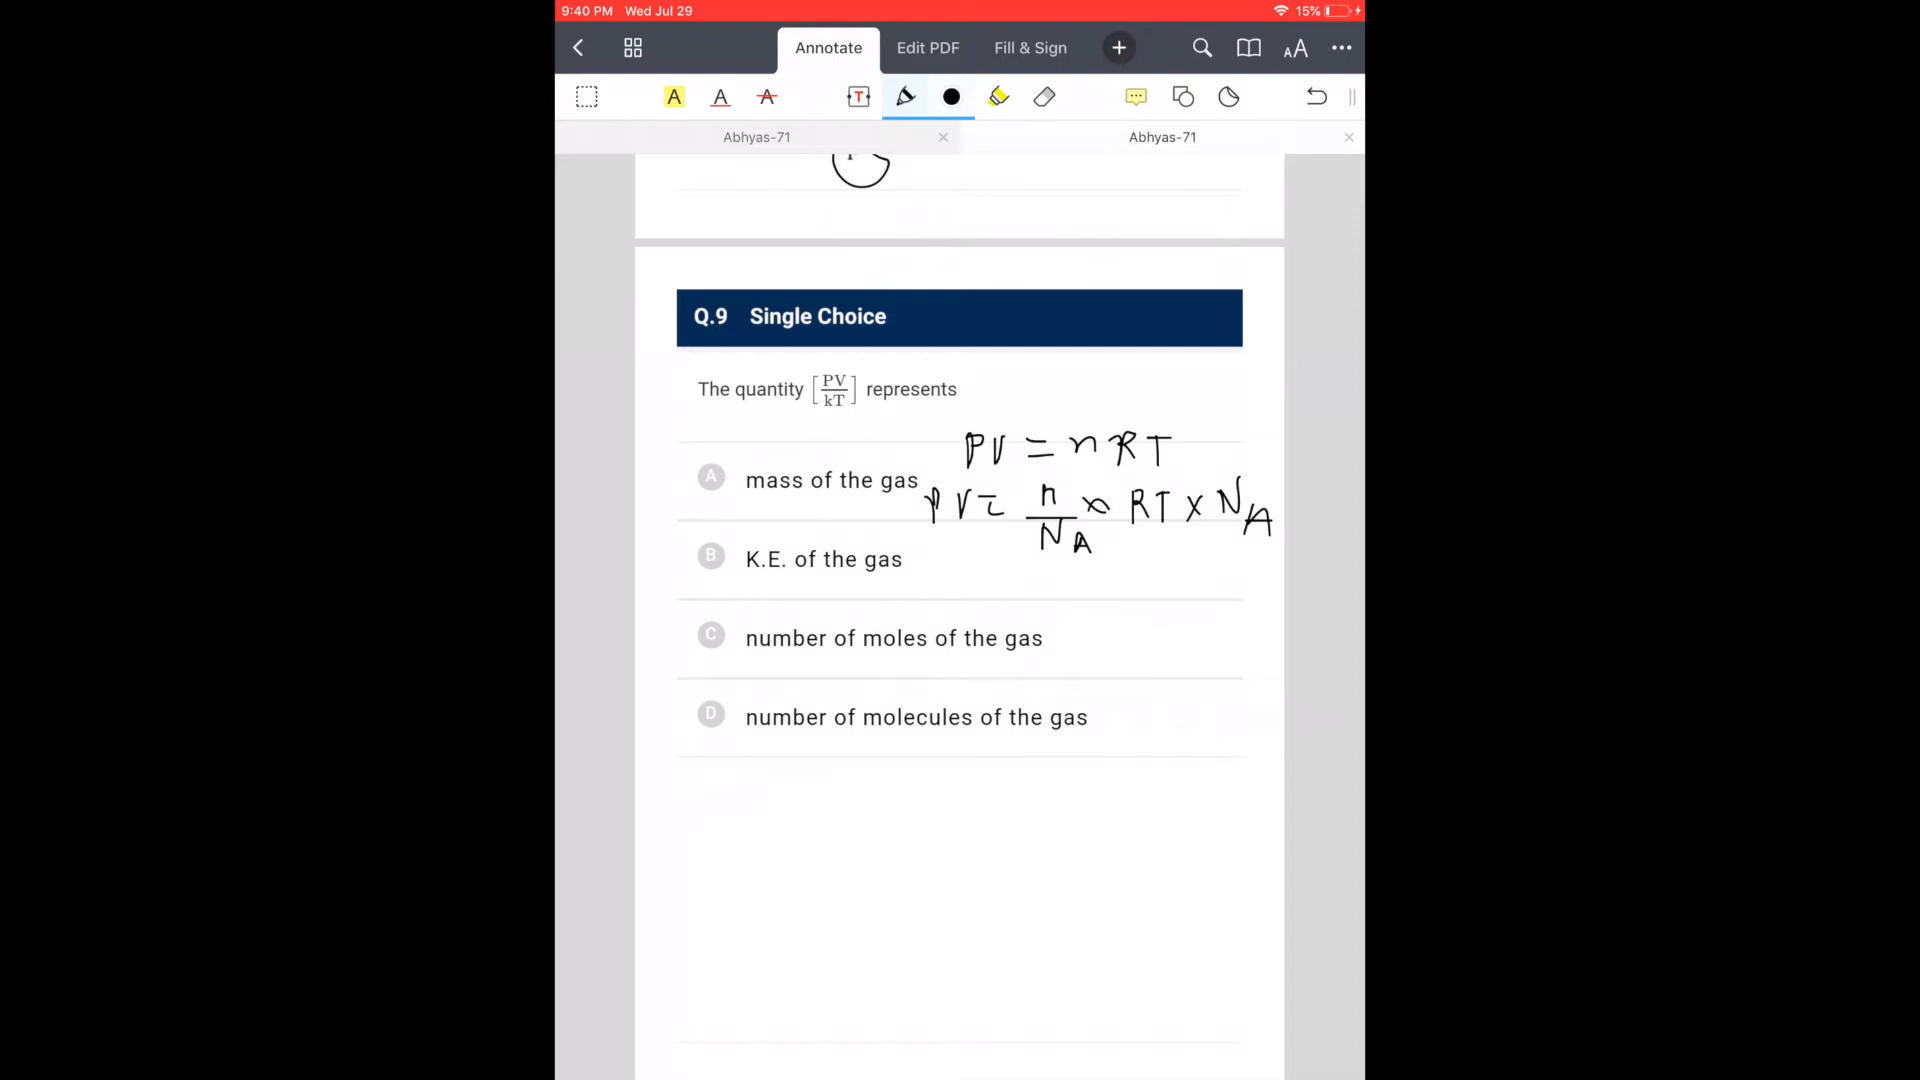 9:40 PM Wed Jul 29 15%
Annotate Edit PDF Fill & Sign
Abhyas-71 Abhyas-71
Q.9 Single Choice
The quantity [PV/kT] represents
PV = nRT
A mass of the gas
PV = n/N_A × RT × N_A
B K.E. of the gas
C number of moles of the gas
D number of molecules of the gas